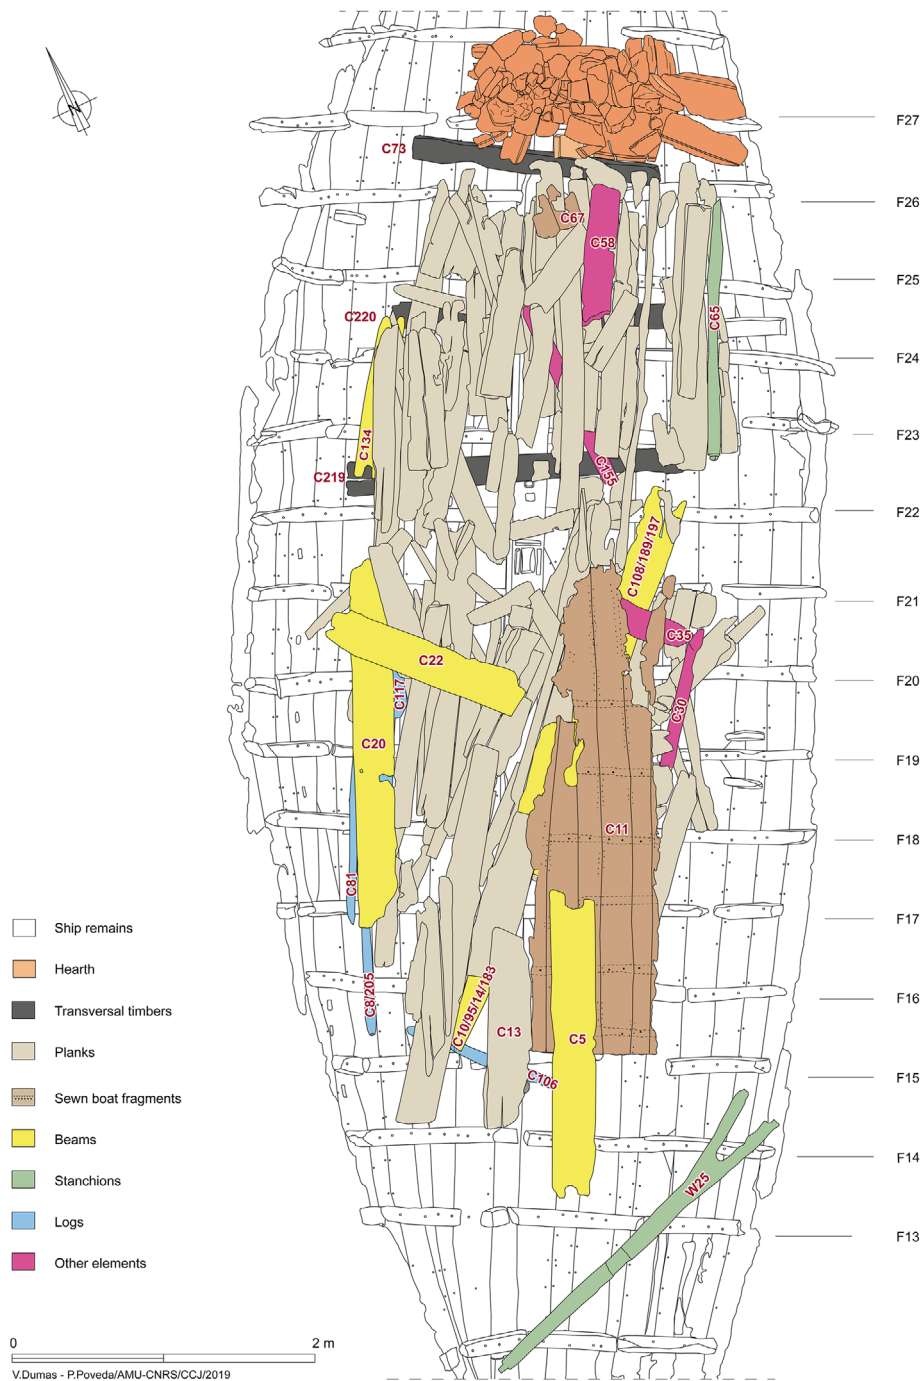 N
F27
C73
F26
C67
C58
F25
C220
C65
F24
F23
C134
C155
C219
F22
C108/189/197
F21
C35
C22
F20
C117
C30
C20
F19
C11
F18
C81
F17
Ship remains
Hearth
C8/205
C10/95/14/183
F16
Transversal timbers
C13
C5
Planks
C106
F15
Sewn boat fragments
Beams
F14
Stanchions
W25
Logs
F13
Other elements
0 2 m
V.Dumas - P.Poveda/AMU-CNRS/CCJ/2019